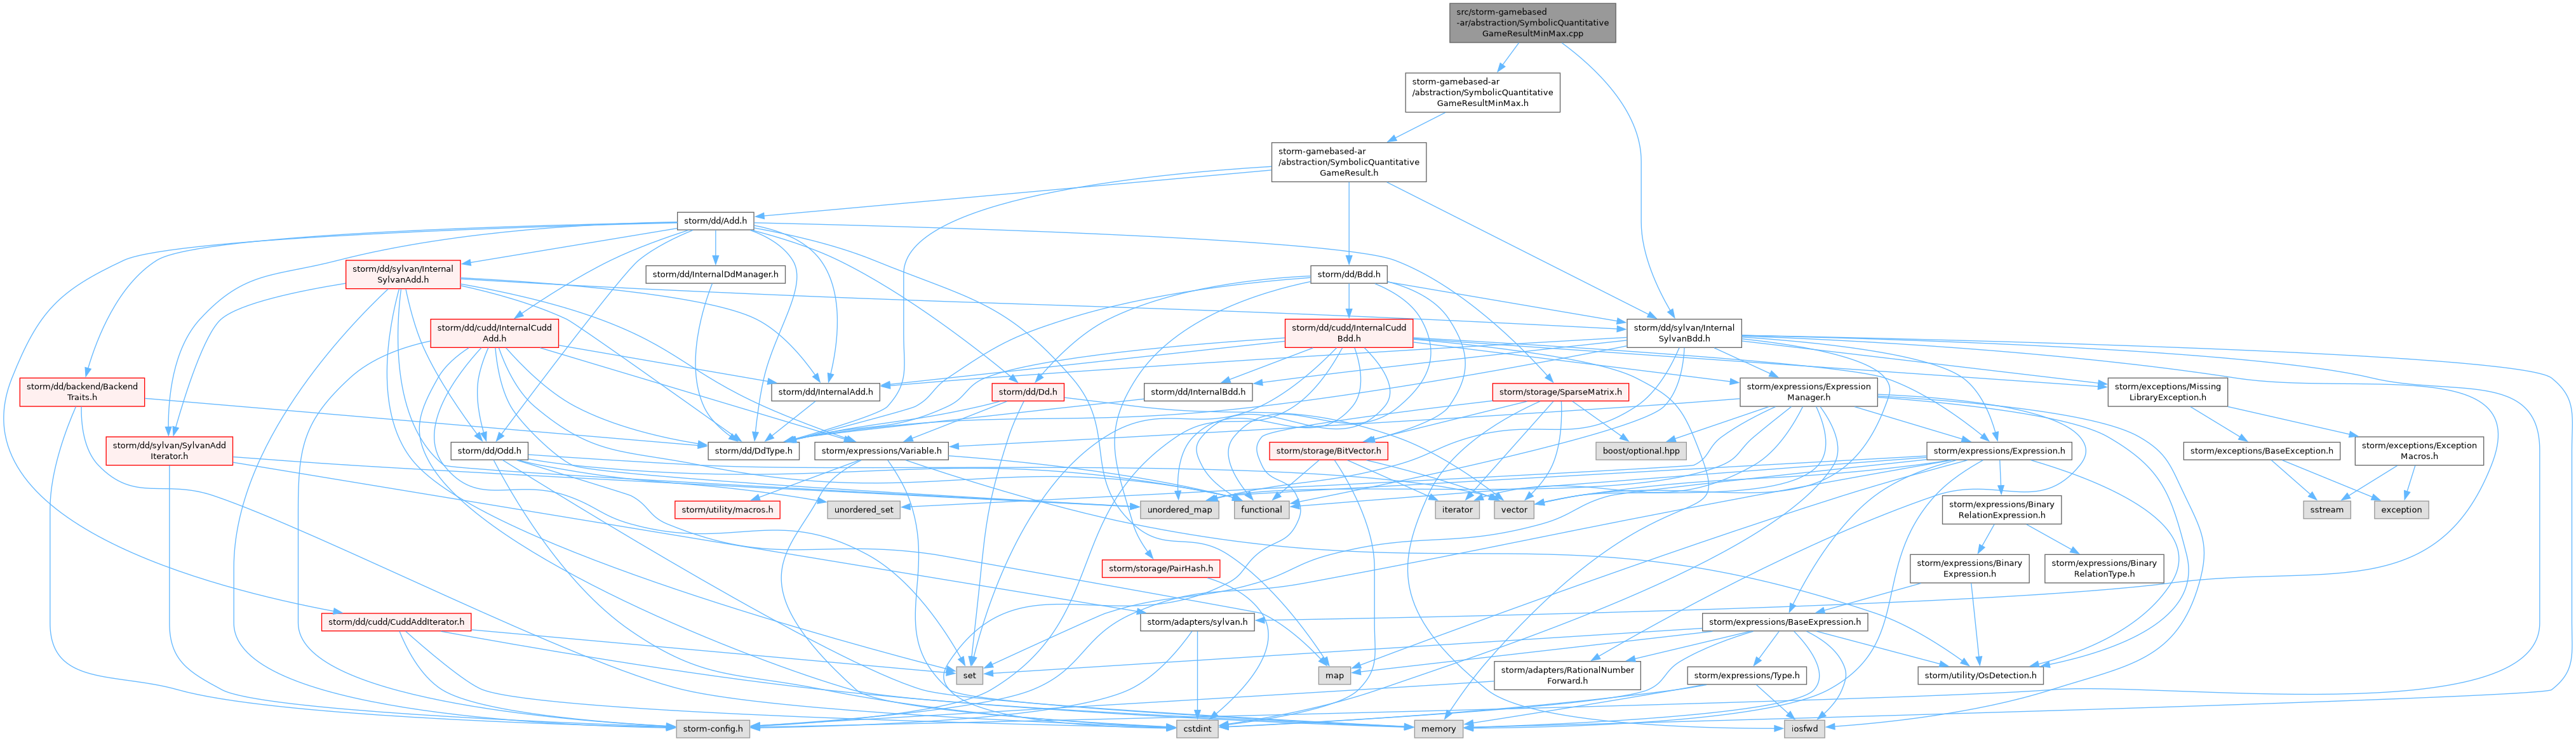 src/storm-gamebased
-ar/abstraction/SymbolicQuantitative
GameResultMinMax.cpp
storm-gamebased-ar
/abstraction/SymbolicQuantitative
GameResultMinMax.h
storm-gamebased-ar
/abstraction/SymbolicQuantitative
GameResult.h
storm/dd/Add.h
storm/dd/sylvan/Internal
SylvanAdd.h
storm/dd/InternalDdManager.h
storm/dd/Bdd.h
storm/dd/cudd/InternalCudd
Add.h
storm/dd/cudd/InternalCudd
Bdd.h
storm/dd/sylvan/Internal
SylvanBdd.h
storm/dd/backend/Backend
Traits.h
storm/dd/InternalAdd.h
storm/dd/Dd.h
storm/dd/InternalBdd.h
storm/storage/SparseMatrix.h
storm/expressions/Expression
Manager.h
storm/exceptions/Missing
LibraryException.h
storm/dd/sylvan/SylvanAdd
Iterator.h
storm/dd/Odd.h
storm/dd/DdType.h
storm/expressions/Variable.h
storm/storage/BitVector.h
boost/optional.hpp
storm/expressions/Expression.h
storm/exceptions/BaseException.h
storm/exceptions/Exception
Macros.h
storm/utility/macros.h
unordered_set
unordered_map
functional
iterator
vector
storm/expressions/Binary
RelationExpression.h
sstream
exception
storm/storage/PairHash.h
storm/expressions/Binary
Expression.h
storm/expressions/Binary
RelationType.h
storm/dd/cudd/CuddAddIterator.h
storm/adapters/sylvan.h
storm/expressions/BaseExpression.h
set
map
storm/adapters/RationalNumber
Forward.h
storm/expressions/Type.h
storm/utility/OsDetection.h
storm-config.h
cstdint
memory
iosfwd